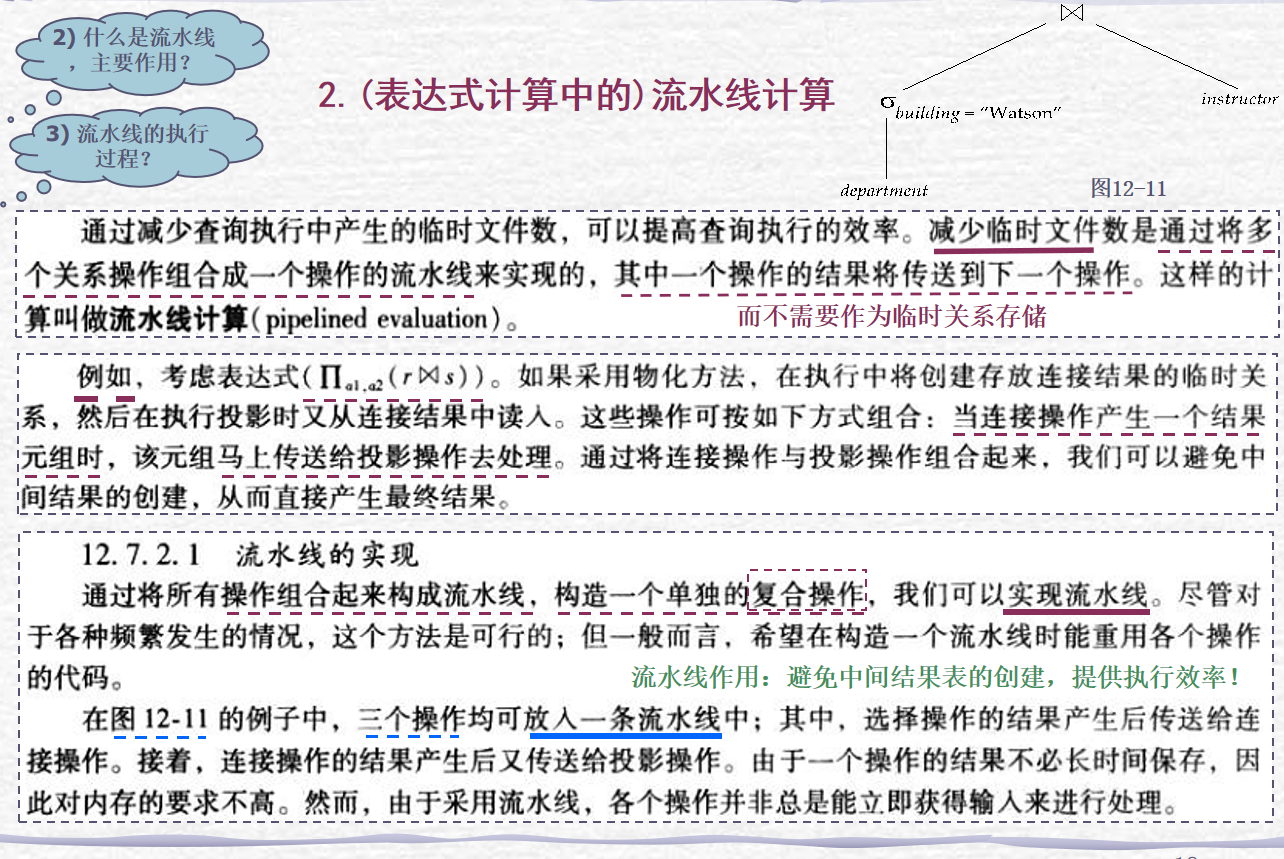 2) 什么是流水线
，主要作用？
3) 流水线的执行
过程？
2.(表达式计算中的)流水线计算
⋈
σbuilding = “Watson”
instructor
department
图12-11
通过减少查询执行中产生的临时文件数，可以提高查询执行的效率。减少临时文件数是通过将多
个关系操作组合成一个操作的流水线来实现的，其中一个操作的结果将传送到下一个操作。这样的计
算叫做流水线计算(pipelined evaluation)。
而不需要作为临时关系存储
例如，考虑表达式(∏a1,a2(r⋈s))。如果采用物化方法，在执行中将创建存放连接结果的临时关
系，然后在执行投影时又从连接结果中读入。这些操作可按如下方式组合：当连接操作产生一个结果
元组时，该元组马上传送给投影操作去处理。通过将连接操作与投影操作组合起来，我们可以避免中
间结果的创建，从而直接产生最终结果。
12.7.2.1 流水线的实现
通过将所有操作组合起来构成流水线，构造一个单独的复合操作，我们可以实现流水线。尽管对
于各种频繁发生的情况，这个方法是可行的；但一般而言，希望在构造一个流水线时能重用各个操作
的代码。
流水线作用：避免中间结果表的创建，提供执行效率！
在图 12-11 的例子中，三个操作均可放入一条流水线中；其中，选择操作的结果产生后传送给连
接操作。接着，连接操作的结果产生后又传送给投影操作。由于一个操作的结果不必长时间保存，因
此对内存的要求不高。然而，由于采用流水线，各个操作并非总是能立即获得输入来进行处理。